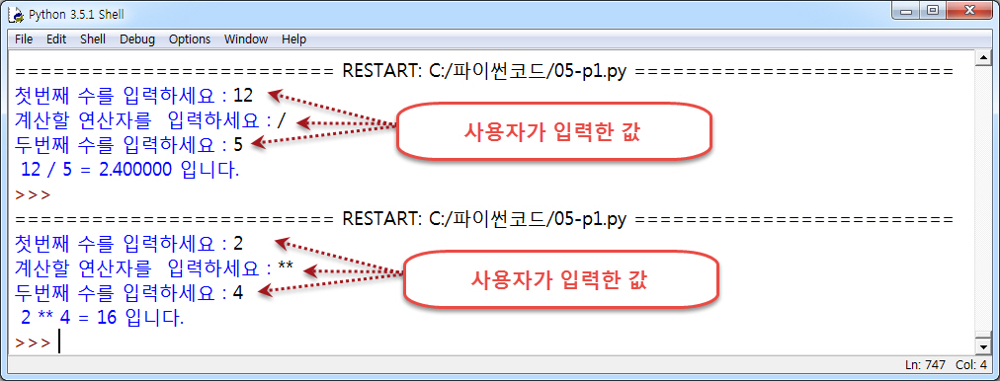 Python 3.5.1 Shell
File Edit Shell Debug Options Window Help
========================= RESTART: C:/파이썬코드/05-p1.py =========================
첫번째 수를 입력하세요 : 12
계산할 연산자를  입력하세요 : /
두번째 수를 입력하세요 : 5
사용자가 입력한 값
 12 / 5 = 2.400000 입니다.
>>>
========================= RESTART: C:/파이썬코드/05-p1.py =========================
첫번째 수를 입력하세요 : 2
계산할 연산자를  입력하세요 : **
두번째 수를 입력하세요 : 4
사용자가 입력한 값
 2 ** 4 = 16 입니다.
>>>
Ln: 747 Col: 4